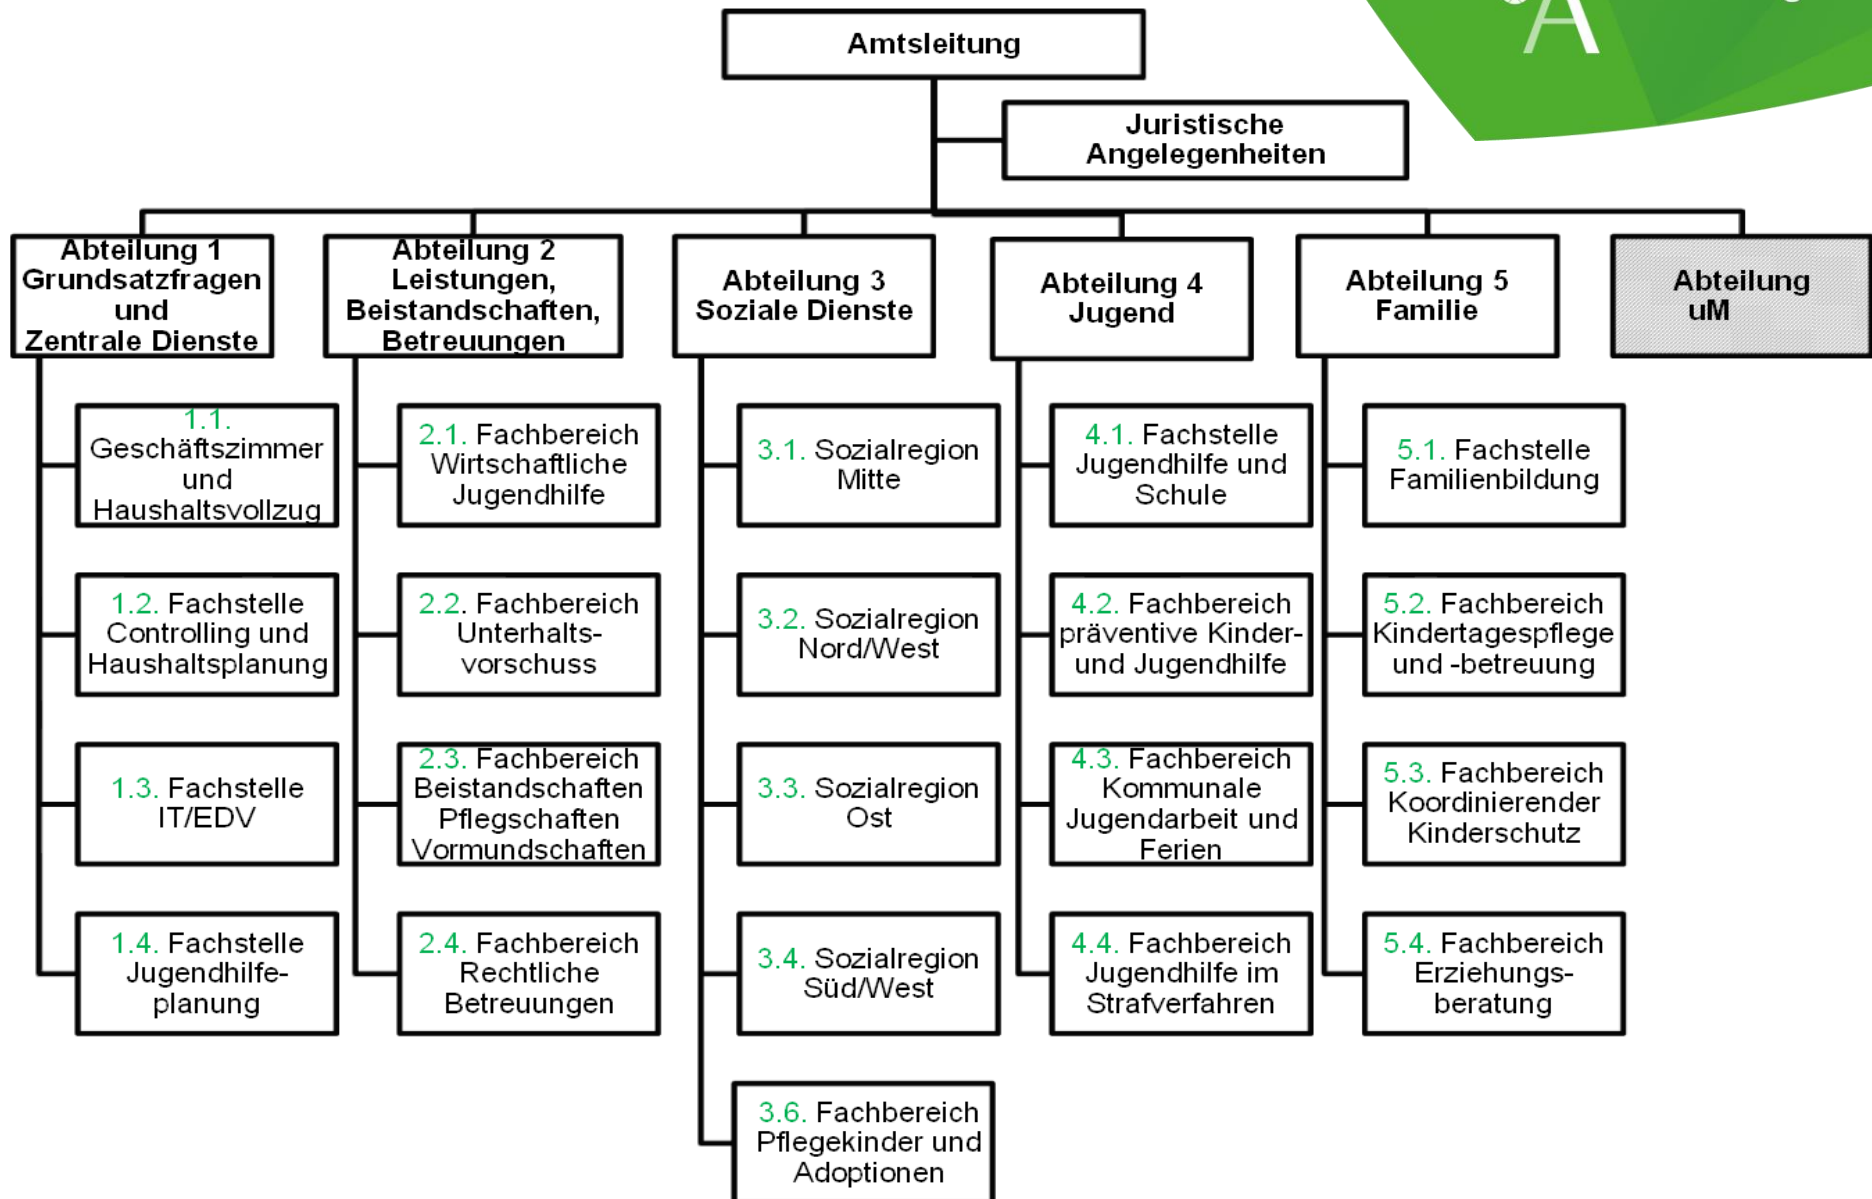 A
Amtsleitung
Juristische
Angelegenheiten
Abteilung 1
Grundsatzfragen
und
Zentrale Dienste
Abteilung 2
Leistungen,
Beistandschaften,
Betreuungen
Abteilung 3
Soziale Dienste
Abteilung 4
Jugend
Abteilung 5
Familie
Abteilung
uM
1.1.
Geschäftszimmer
und
Haushaltsvollzug
1.2. Fachstelle
Controlling und
Haushaltsplanung
1.3. Fachstelle
IT/EDV
1.4. Fachstelle
Jugendhilfe-
planung
2.1. Fachbereich
Wirtschaftliche
Jugendhilfe
2.2. Fachbereich
Unterhalts-
vorschuss
2.3. Fachbereich
Beistandschaften
Pflegschaften
Vormundschaften
2.4. Fachbereich
Rechtliche
Betreuungen
3.1. Sozialregion
Mitte
3.2. Sozialregion
Nord/West
3.3. Sozialregion
Ost
3.4. Sozialregion
Süd/West
3.6. Fachbereich
Pflegekinder und
Adoptionen
4.1. Fachstelle
Jugendhilfe und
Schule
4.2. Fachbereich
präventive Kinder-
und Jugendhilfe
4.3. Fachbereich
Kommunale
Jugendarbeit und
Ferien
4.4. Fachbereich
Jugendhilfe im
Strafverfahren
5.1. Fachstelle
Familienbildung
5.2. Fachbereich
Kindertagespflege
und -betreuung
5.3. Fachbereich
Koordinierender
Kinderschutz
5.4. Fachbereich
Erziehungs-
beratung